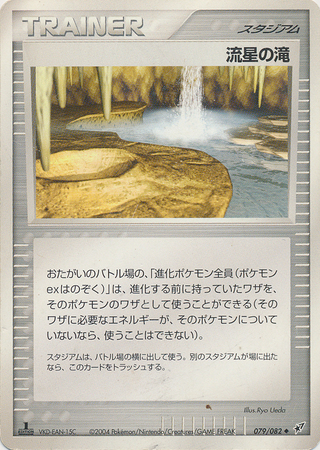 TRAINER
スタジアム
流星の滝
おたがいのバトル場の、「進化ポケモン全員(ポケモン
exはのぞく)」は、進化する前に持っていたワザを、
そのポケモンのワザとして使うことができる(その
ワザに必要なエネルギーが、そのポケモンについて
いないなら、使うことはできない)。
スタジアムは、バトル場の横に出して使う。別のスタジアムが場に出たな
ら、このカードをトラッシュする。
Illus.Ryo Ueda
1
EDITION
VKD-EAN-15C
©2004 Pokémon/Nintendo/Creatures/GAME FREAK.
079/082